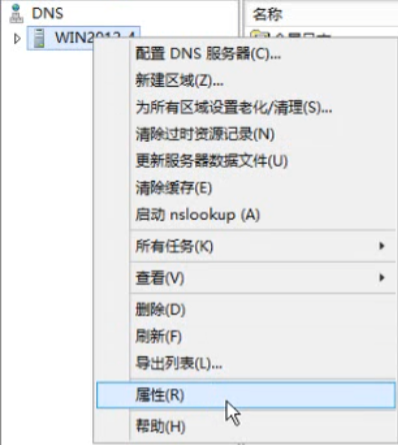 DNS
名称
WIN2012-4
配置 DNS 服务器(C)...
新建区域(Z)...
为所有区域设置老化/清理(S)...
清除过时资源记录(N)
更新服务器数据文件(U)
清除缓存(E)
启动 nslookup (A)
所有任务(K)
查看(V)
删除(D)
刷新(F)
导出列表(L)...
属性(R)
帮助(H)